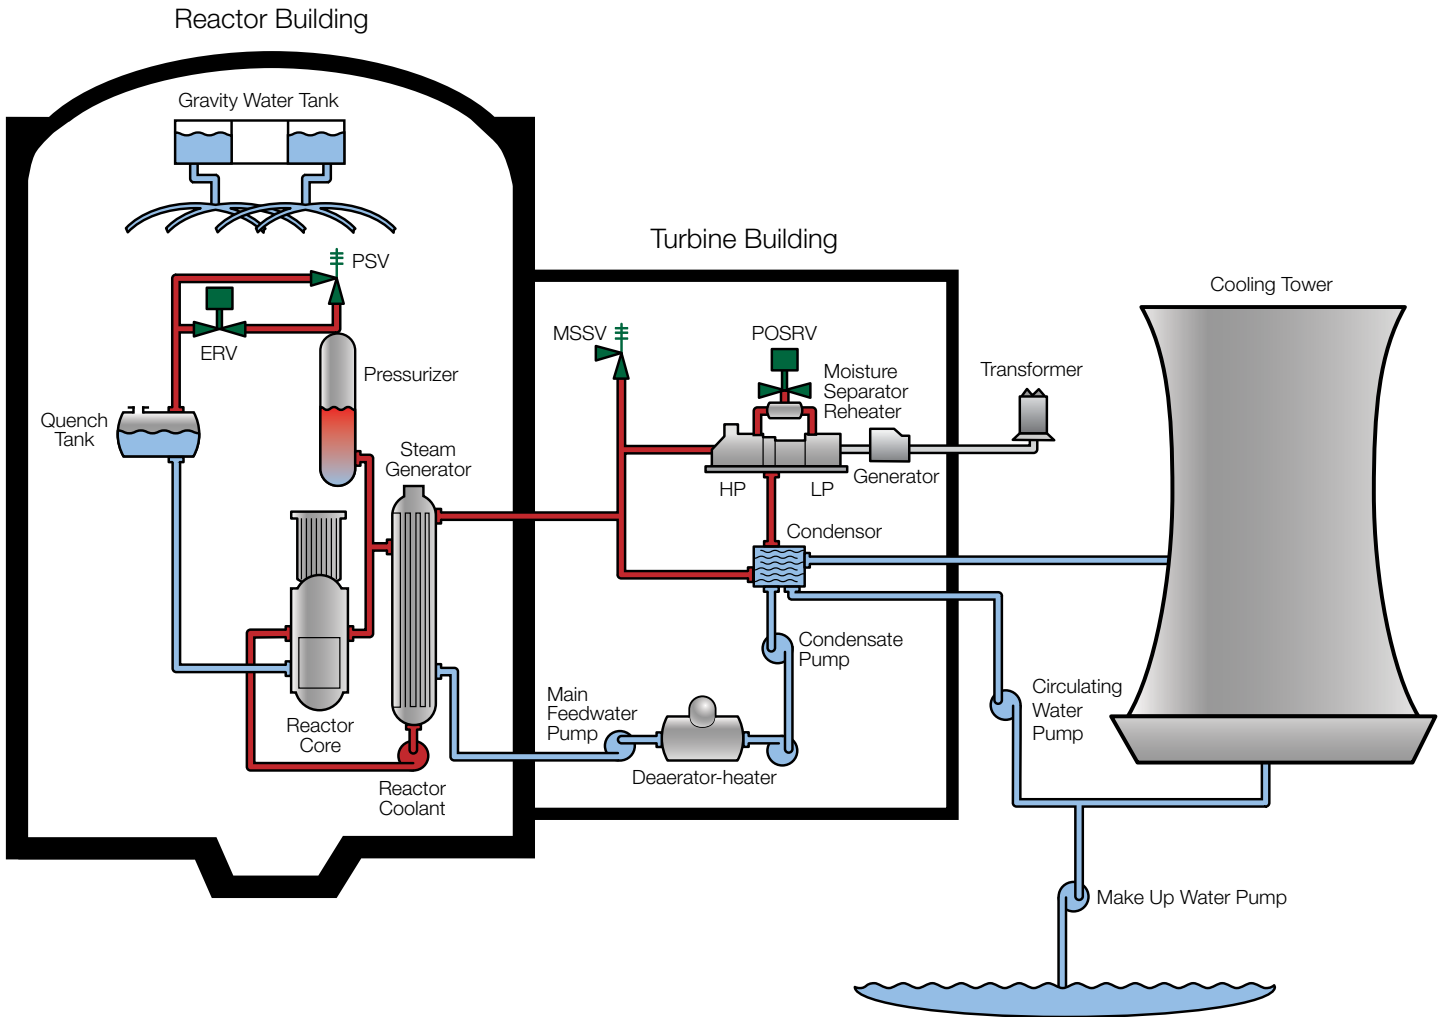 Reactor Building
Gravity Water Tank
PSV
ERV
Pressurizer
Quench
Tank
Steam
Generator
Reactor
Core
Reactor
Coolant
Turbine Building
MSSV
POSRV
Moisture
Separator
Reheater
HP
LP
Generator
Transformer
Condensor
Condensate
Pump
Main
Feedwater
Pump
Deaerator-heater
Cooling Tower
Circulating
Water
Pump
Make Up Water Pump